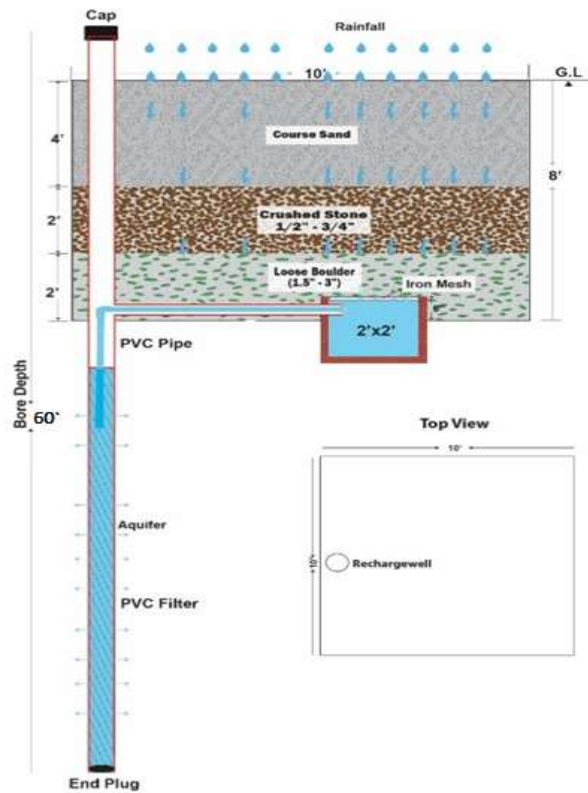 Cap
Rainfall
10'
G.L
Course Sand
4'
8'
Crushed Stone
1/2" - 3/4"
2'
Loose Boulder
(1.5" - 3")
2'
Iron Mesh
2'x2'
PVC Pipe
Bore Depth
60`
Top View
10'
Aquifer
10'
Rechargewell
PVC Filter
End Plug